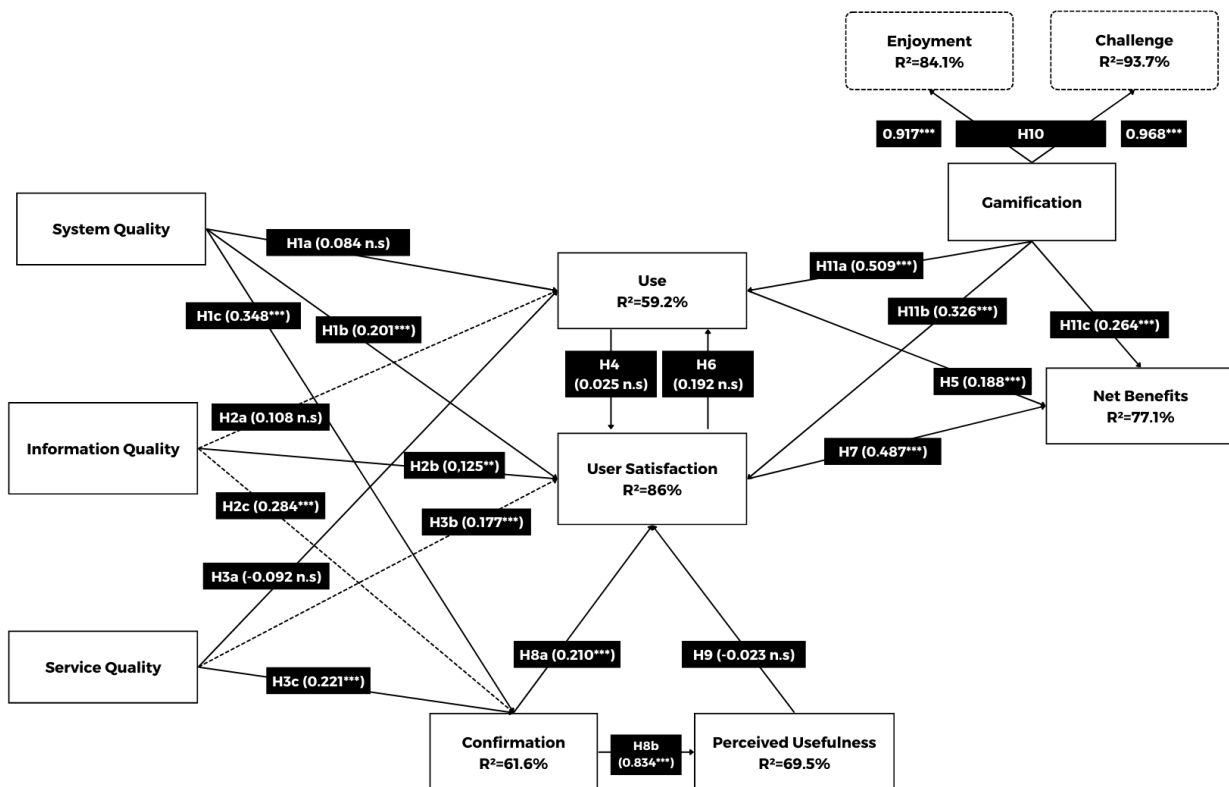 Enjoyment
R²=84.1%
Challenge
R²=93.7%
0.917***
H10
0.968***
Gamification
System Quality
H1a (0.084 n.s)
Use
R²=59.2%
H11a (0.509***)
H1c (0.348***)
H1b (0.201***)
H11b (0.326***)
H11c (0.264***)
H4
(0.025 n.s)
H6
(0.192 n.s)
H5 (0.188***)
Net Benefits
R²=77.1%
H2a (0.108 n.s)
Information Quality
H2b (0,125**)
User Satisfaction
R²=86%
H7 (0.487***)
H2c (0.284***)
H3b (0.177***)
H3a (-0.092 n.s)
Service Quality
H3c (0.221***)
H8a (0.210***)
H9 (-0.023 n.s)
Confirmation
R²=61.6%
H8b
(0.834***)
Perceived Usefulness
R²=69.5%